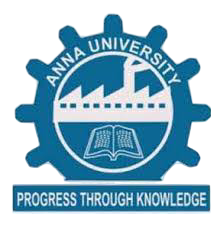 ANNA UNIVERSITY
PROGRESS THROUGH KNOWLEDGE